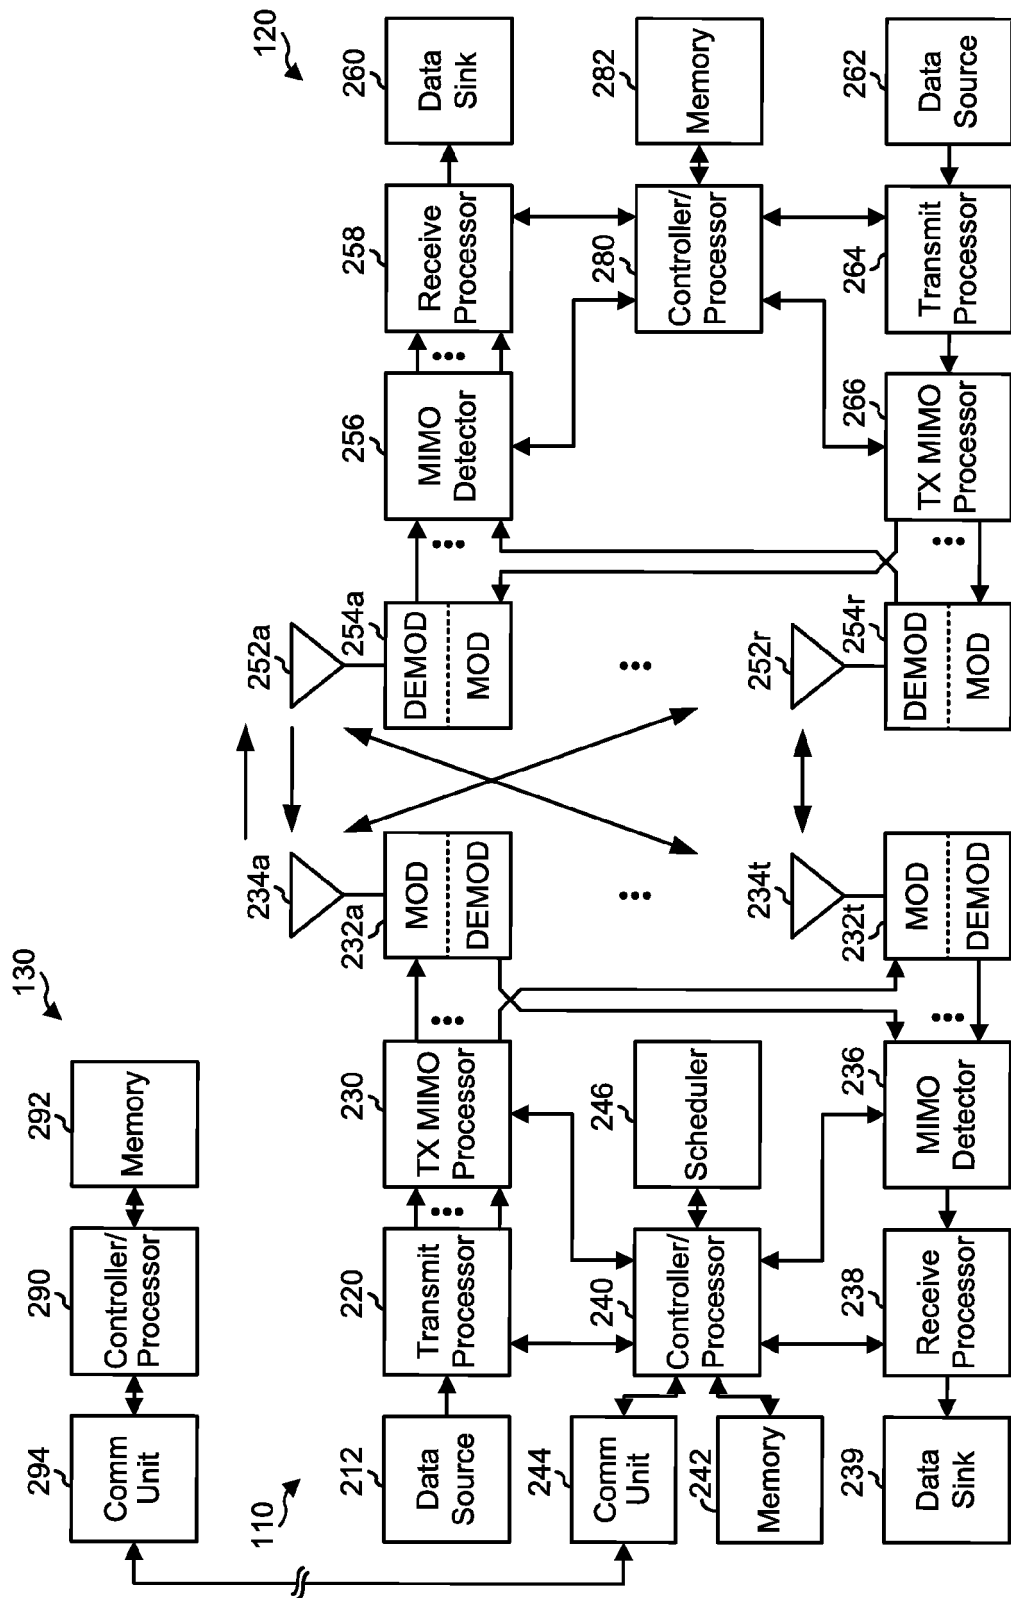 130
294
Comm
Unit
290
Controller/
Processor
292
Memory
110
120
212
Data
Source
220
Transmit
Processor
230
TX MIMO
Processor
232a
MOD
DEMOD
234a
252a
254a
DEMOD
MOD
256
MIMO
Detector
258
Receive
Processor
260
Data
Sink
244
Comm
Unit
242
Memory
240
Controller/
Processor
246
Scheduler
280
Controller/
Processor
282
Memory
239
Data
Sink
238
Receive
Processor
236
MIMO
Detector
232t
MOD
DEMOD
234t
252r
254r
DEMOD
MOD
266
TX MIMO
Processor
264
Transmit
Processor
262
Data
Source